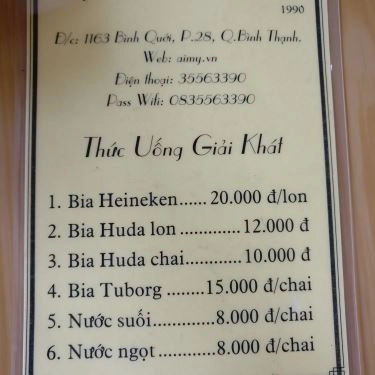 1990
Đ/c: 1163 Bình Quới, P.28, Q.Bình Thạnh.
Web: aimy.vn
Điện thoại: 35563390
Pass Wifi: 0835563390
Thức Uống Giải Khát
1. Bia Heineken...... 20.000 đ/lon
2. Bia Huda lon ............ 12.000 đ
3. Bia Huda chai........... 10.000 đ
4. Bia Tuborg ....... 15.000 đ/chai
5. Nước suối........... 8.000 đ/chai
6. Nước ngọt ........... 8.000 đ/chai